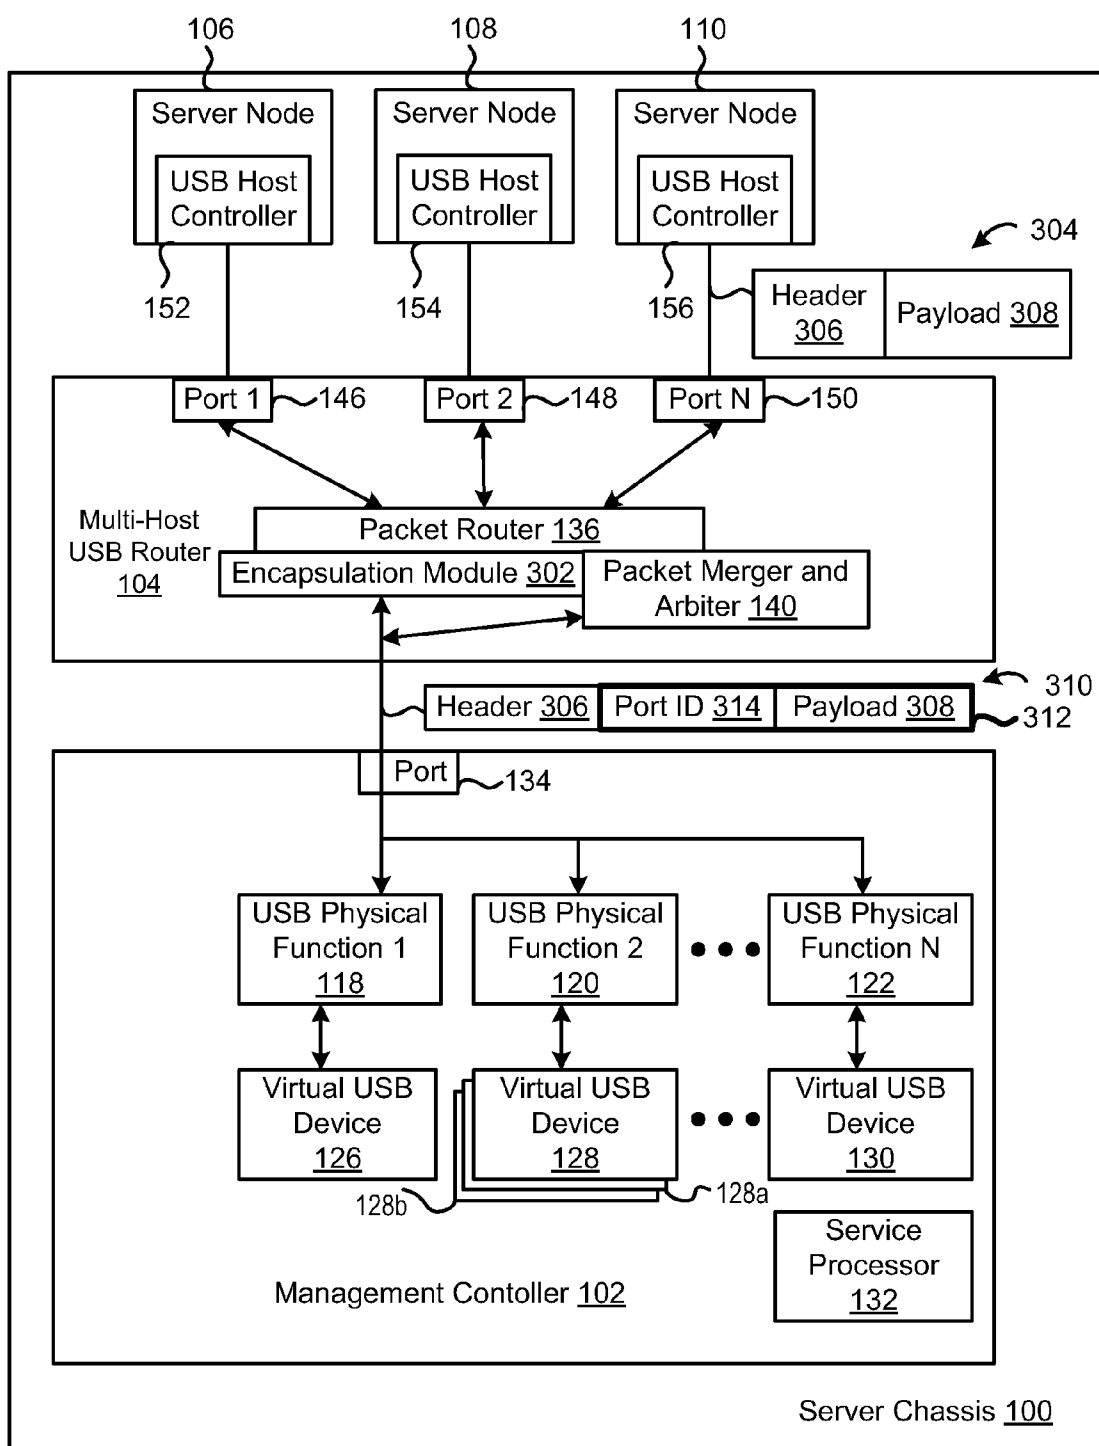 106
108
110
Server Node
USB Host
Controller
152
Server Node
USB Host
Controller
154
Server Node
USB Host
Controller
156
304
Header
306
Payload 308
Port 1
146
Port 2
148
Port N
150
Multi-Host
USB Router
104
Packet Router 136
Encapsulation Module 302
Packet Merger and
Arbiter 140
310
Header 306
Port ID 314
Payload 308
312
Port
134
USB Physical
Function 1
118
USB Physical
Function 2
120
USB Physical
Function N
122
Virtual USB
Device
126
Virtual USB
Device
128
Virtual USB
Device
130
128b
128a
Service
Processor
132
Management Contoller 102
Server Chassis 100